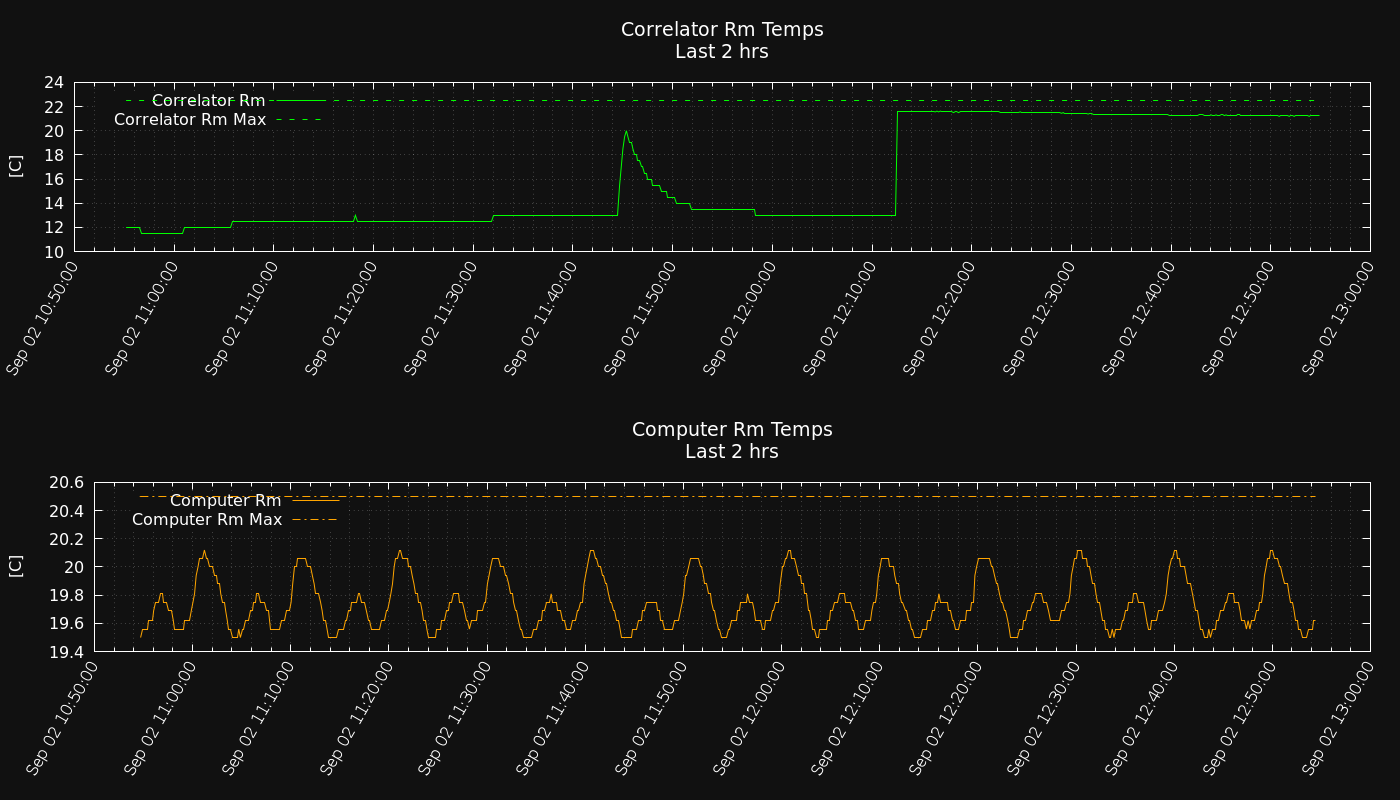 Correlator Rm Temps
Last 2 hrs
24
22
20
18
16
14
12
10
[C]
Correlator Rm
Correlator Rm Max
Sep 02 10:50:00
Sep 02 11:00:00
Sep 02 11:10:00
Sep 02 11:20:00
Sep 02 11:30:00
Sep 02 11:40:00
Sep 02 11:50:00
Sep 02 12:00:00
Sep 02 12:10:00
Sep 02 12:20:00
Sep 02 12:30:00
Sep 02 12:40:00
Sep 02 12:50:00
Sep 02 13:00:00
Computer Rm Temps
Last 2 hrs
20.6
20.4
20.2
20
19.8
19.6
19.4
[C]
Computer Rm
Computer Rm Max
Sep 02 10:50:00
Sep 02 11:00:00
Sep 02 11:10:00
Sep 02 11:20:00
Sep 02 11:30:00
Sep 02 11:40:00
Sep 02 11:50:00
Sep 02 12:00:00
Sep 02 12:10:00
Sep 02 12:20:00
Sep 02 12:30:00
Sep 02 12:40:00
Sep 02 12:50:00
Sep 02 13:00:00